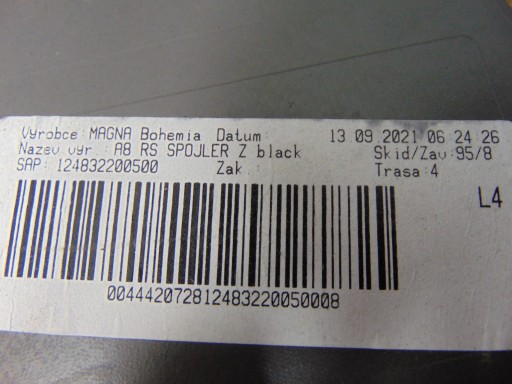 Vyrobce:MAGNA Bohemia Datum: 13.09.2021 06:24:26
Nazev vyr.: A8 RS SPOJLER Z black Skid/Zav:95/8
SAP: 124832200500 Zak.: Trasa:4
L4
0044420728124832200500008